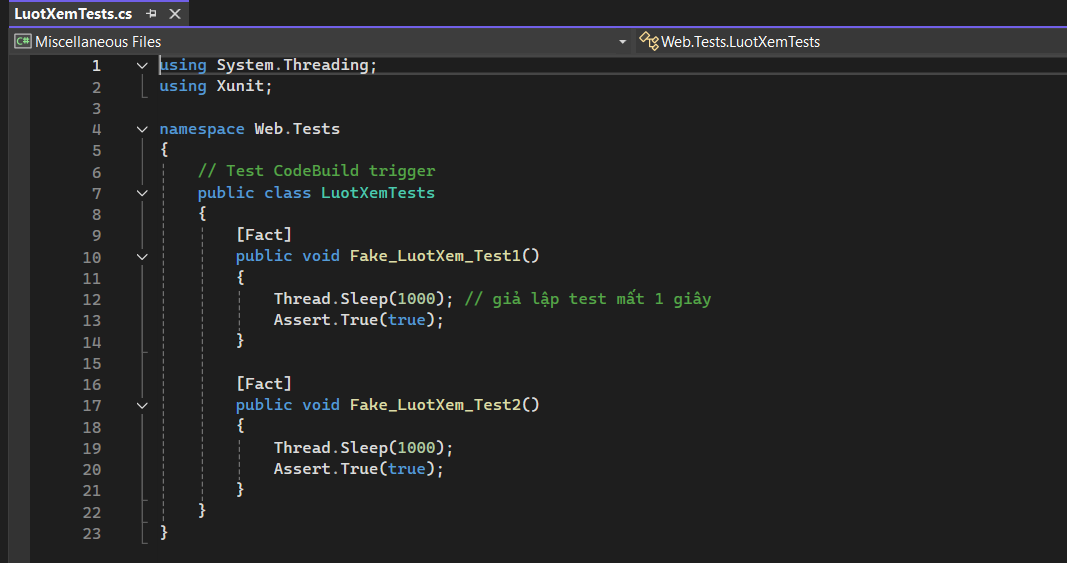 LuotXemTests.cs
C# Miscellaneous Files Web.Tests.LuotXemTests
1 using System.Threading;
2 using Xunit;
3
4 namespace Web.Tests
5 {
6 // Test CodeBuild trigger
7 public class LuotXemTests
8 {
9 [Fact]
10 public void Fake_LuotXem_Test1()
11 {
12 Thread.Sleep(1000); // giả lập test mất 1 giây
13 Assert.True(true);
14 }
15
16 [Fact]
17 public void Fake_LuotXem_Test2()
18 {
19 Thread.Sleep(1000);
20 Assert.True(true);
21 }
22 }
23 }